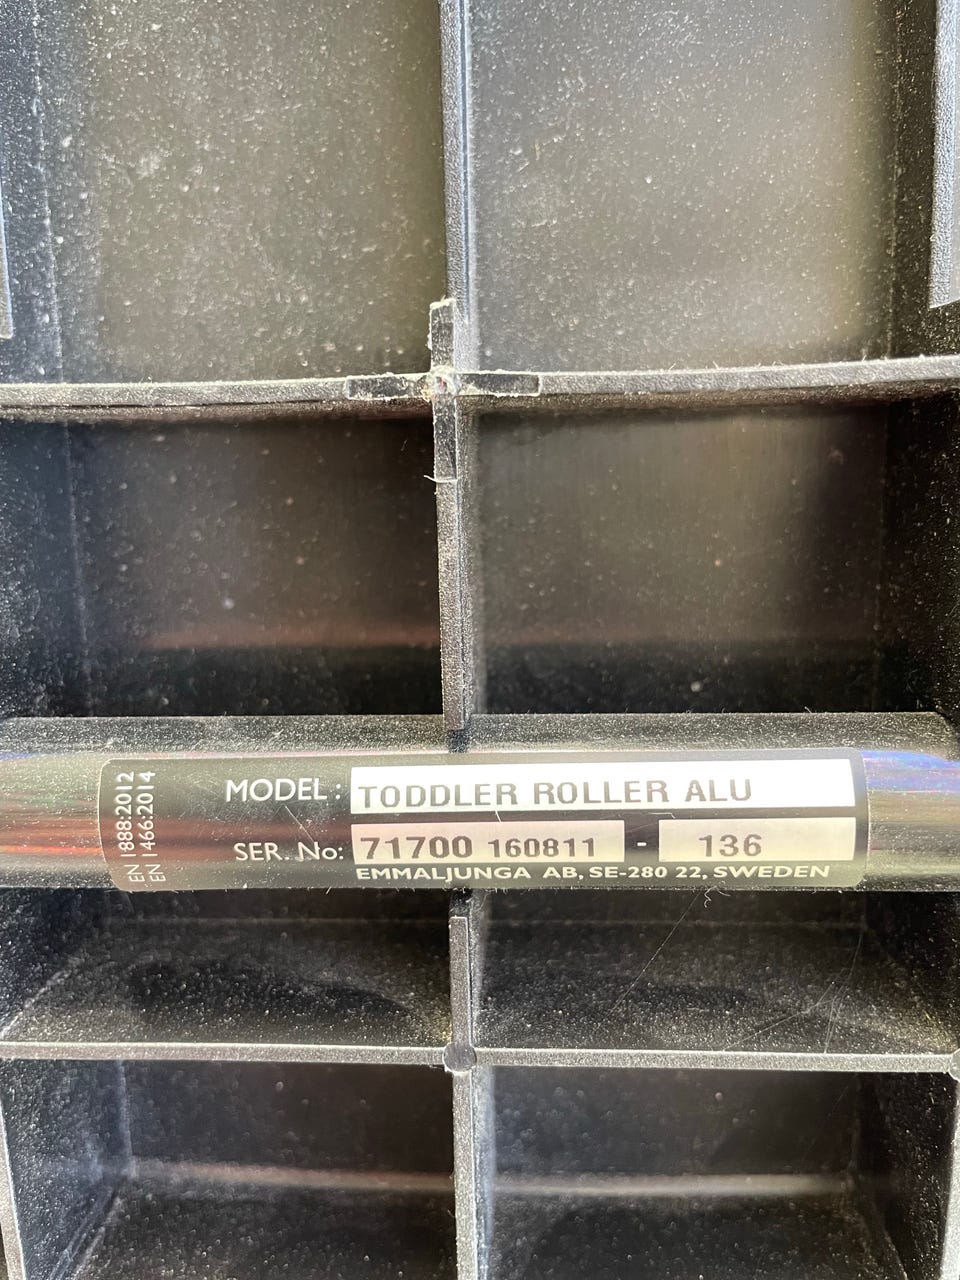 EN 1888:2012
EN 1466:2014
MODEL: TODDLER ROLLER ALU
SER. No: 71700 160811 - 136
EMMALJUNGA AB, SE-280 22, SWEDEN